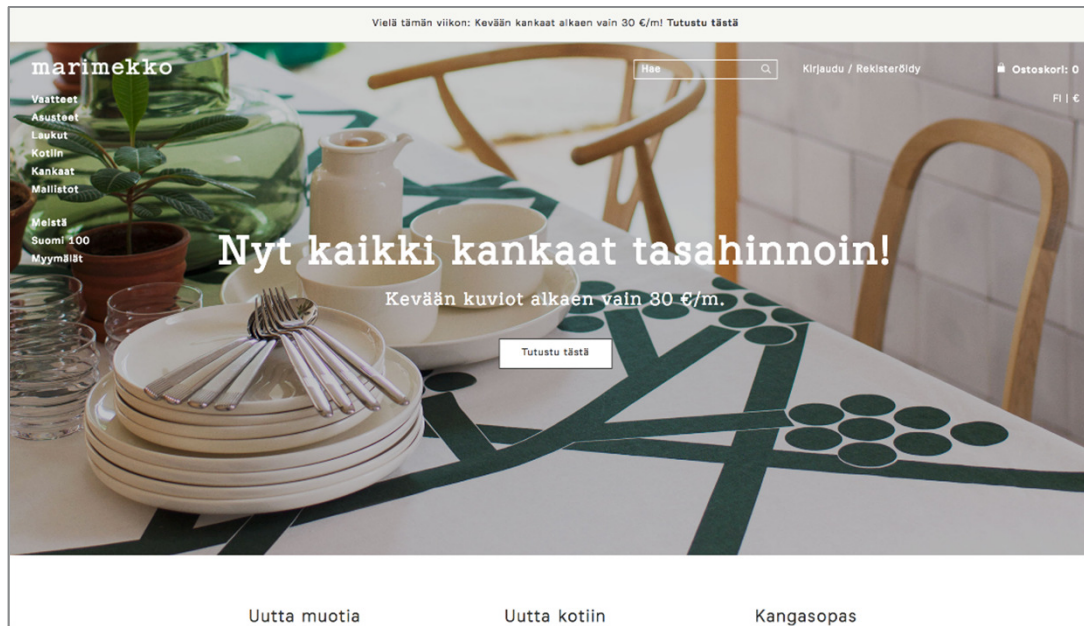 Vielä tämän viikon: Kevään kankaat alkaen vain 30 €/m! Tutustu tästä
marimekko
Hae
Kirjaudu / Rekisteröidy
Ostoskori: 0
FI | €
Vaatteet
Asusteet
Laukut
Kotiin
Kankaat
Mallistot
Meistä
Suomi 100
Myymälät
Nyt kaikki kankaat tasahinnoin!
Kevään kuviot alkaen vain 30 €/m.
Tutustu tästä
Uutta muotia
Uutta kotiin
Kangasopas